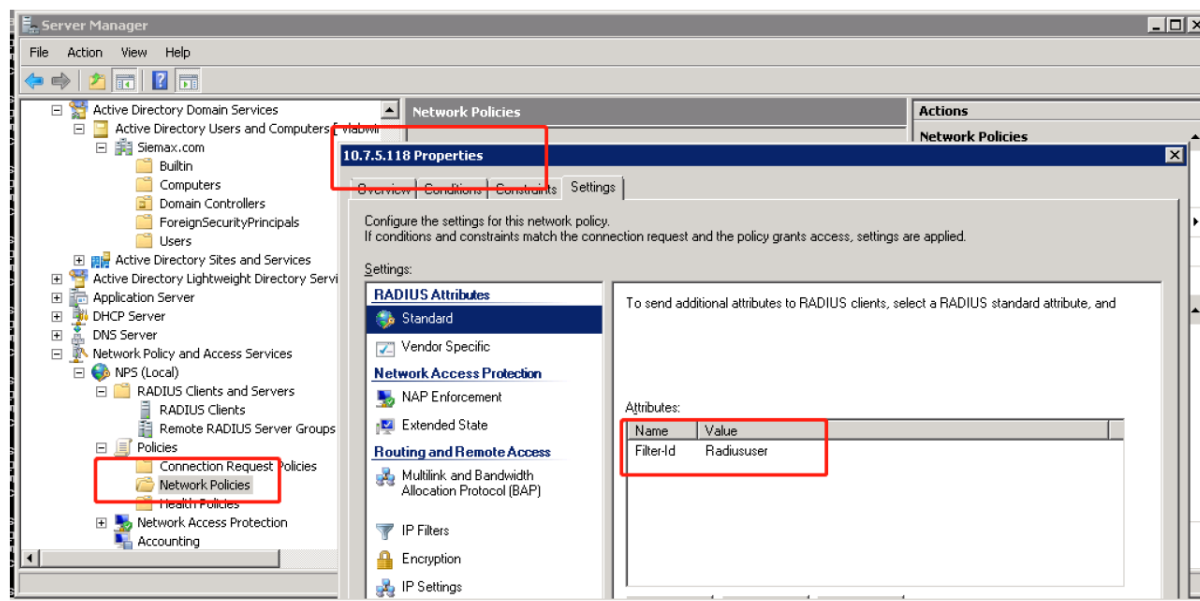 Server Manager
File Action View Help
Active Directory Domain Services
Active Directory Users and Computers [
Siemax.com
Builtin
Computers
Domain Controllers
ForeignSecurityPrincipals
Users
Active Directory Sites and Services
Active Directory Lightweight Directory Servi
Application Server
DHCP Server
DNS Server
Network Policy and Access Services
NPS (Local)
RADIUS Clients and Servers
RADIUS Clients
Remote RADIUS Server Groups
Policies
Connection Request Policies
Network Policies
Health Policies
Network Access Protection
Accounting
Network Policies
Actions
Network Policies
10.7.5.118 Properties
Overview Conditions Constraints Settings
Configure the settings for this network policy.
If conditions and constraints match the connection request and the policy grants access, settings are applied.
Settings:
RADIUS Attributes
Standard
Vendor Specific
Network Access Protection
NAP Enforcement
Extended State
Routing and Remote Access
Multilink and Bandwidth
Allocation Protocol (BAP)
IP Filters
Encryption
IP Settings
To send additional attributes to RADIUS clients, select a RADIUS standard attribute, and
Attributes:
Name Value
Filter-Id Radiususer